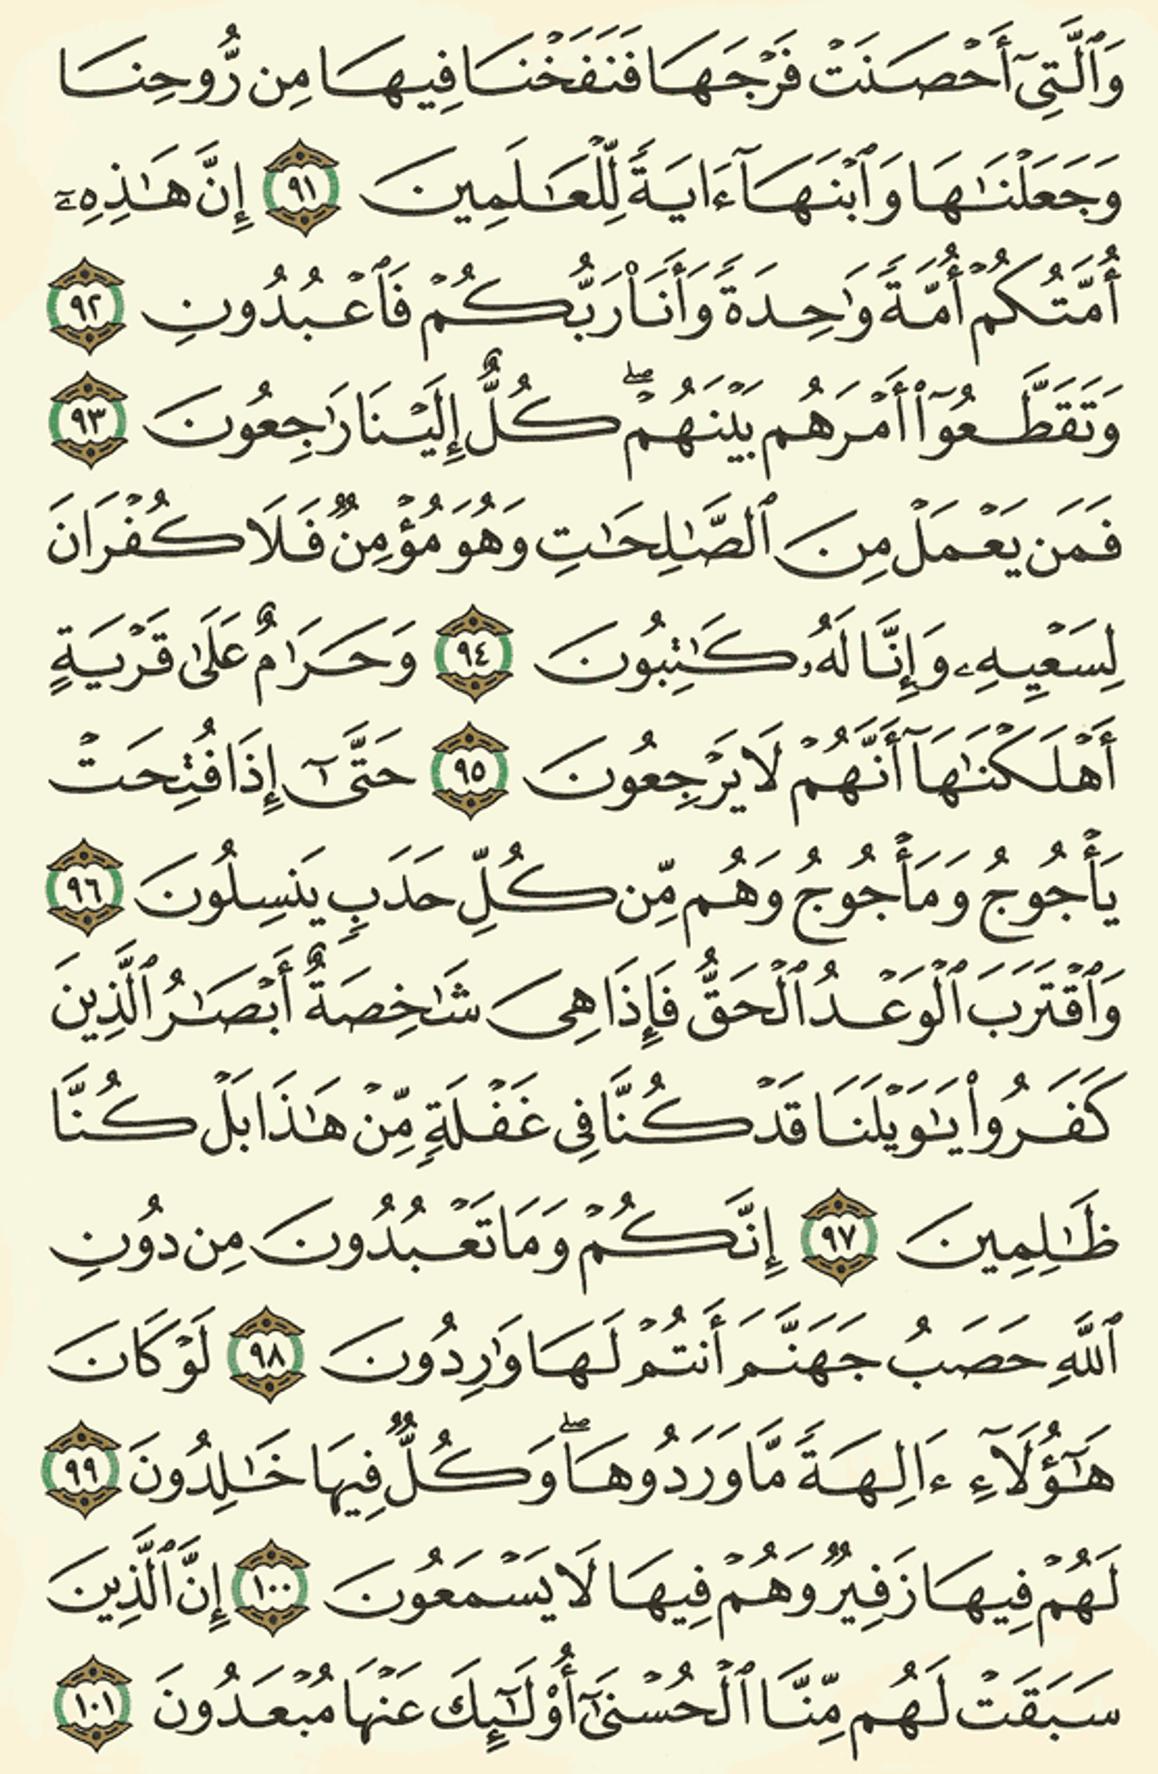 وَٱلَّتِىٓ أَحْصَنَتْ فَرْجَهَا فَنَفَخْنَا فِيهَا مِن رُّوحِنَا
وَجَعَلْنَـٰهَا وَٱبْنَهَآ ءَايَةً لِّلْعَـٰلَمِينَ ٩١ إِنَّ هَـٰذِهِۦٓ
أُمَّتُكُمْ أُمَّةً وَٰحِدَةً وَأَنَا۠ رَبُّكُمْ فَٱعْبُدُونِ ٩٢
وَتَقَطَّعُوٓا۟ أَمْرَهُم بَيْنَهُمْ ۖ كُلٌّ إِلَيْنَا رَٰجِعُونَ ٩٣
فَمَن يَعْمَلْ مِنَ ٱلصَّـٰلِحَـٰتِ وَهُوَ مُؤْمِنٌ فَلَا كُفْرَانَ
لِسَعْيِهِۦ وَإِنَّا لَهُۥ كَـٰتِبُونَ ٩٤ وَحَرَٰمٌ عَلَىٰ قَرْيَةٍ
أَهْلَكْنَـٰهَآ أَنَّهُمْ لَا يَرْجِعُونَ ٩٥ حَتَّىٰٓ إِذَا فُتِحَتْ
يَأْجُوجُ وَمَأْجُوجُ وَهُم مِّن كُلِّ حَدَبٍ يَنسِلُونَ ٩٦
وَٱقْتَرَبَ ٱلْوَعْدُ ٱلْحَقُّ فَإِذَا هِىَ شَـٰخِصَةٌ أَبْصَـٰرُ ٱلَّذِينَ
كَفَرُوا۟ يَـٰوَيْلَنَا قَدْ كُنَّا فِى غَفْلَةٍ مِّنْ هَـٰذَا بَلْ كُنَّا
ظَـٰلِمِينَ ٩٧ إِنَّكُمْ وَمَا تَعْبُدُونَ مِن دُونِ
ٱللَّهِ حَصَبُ جَهَنَّمَ أَنتُمْ لَهَا وَٰرِدُونَ ٩٨ لَوْ كَانَ
هَـٰٓؤُلَآءِ ءَالِهَةً مَّا وَرَدُوهَا ۖ وَكُلٌّ فِيهَا خَـٰلِدُونَ ٩٩
لَهُمْ فِيهَا زَفِيرٌ وَهُمْ فِيهَا لَا يَسْمَعُونَ ١٠٠ إِنَّ ٱلَّذِينَ
سَبَقَتْ لَهُم مِّنَّا ٱلْحُسْنَىٰٓ أُو۟لَـٰٓئِكَ عَنْهَا مُبْعَدُونَ ١٠١